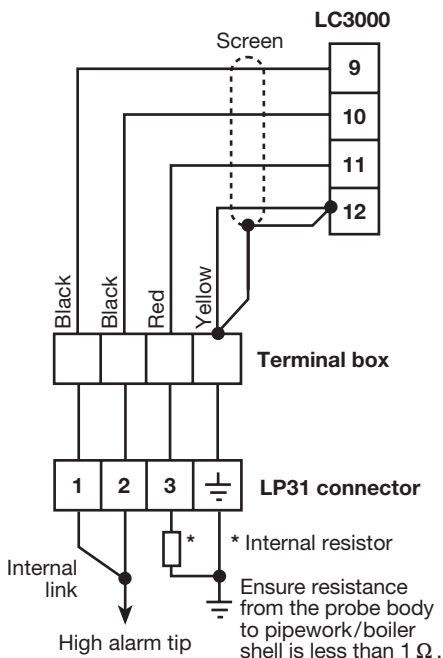 LC3000
Screen
9
10
11
12
Black
Black
Red
Yellow
Terminal box
1
2
3
LP31 connector
*
* Internal resistor
Internal
link
High alarm tip
Ensure resistance
from the probe body
to pipework/boiler
shell is less than 1 Ω.